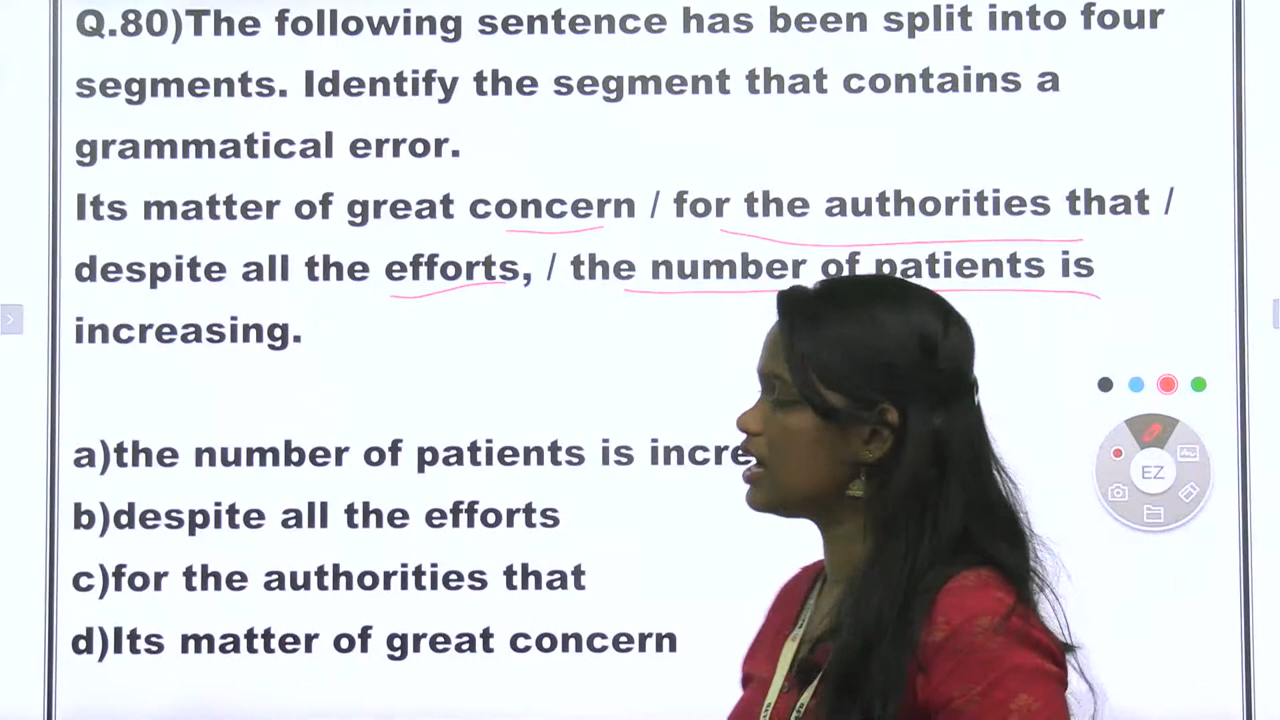 Q.80)The following sentence has been split into four
segments. Identify the segment that contains a
grammatical error.
Its matter of great concern / for the authorities that /
despite all the efforts, / the number of patients is
increasing.
a)the number of patients is incre
b)despite all the efforts
c)for the authorities that
d)Its matter of great concern
EZ